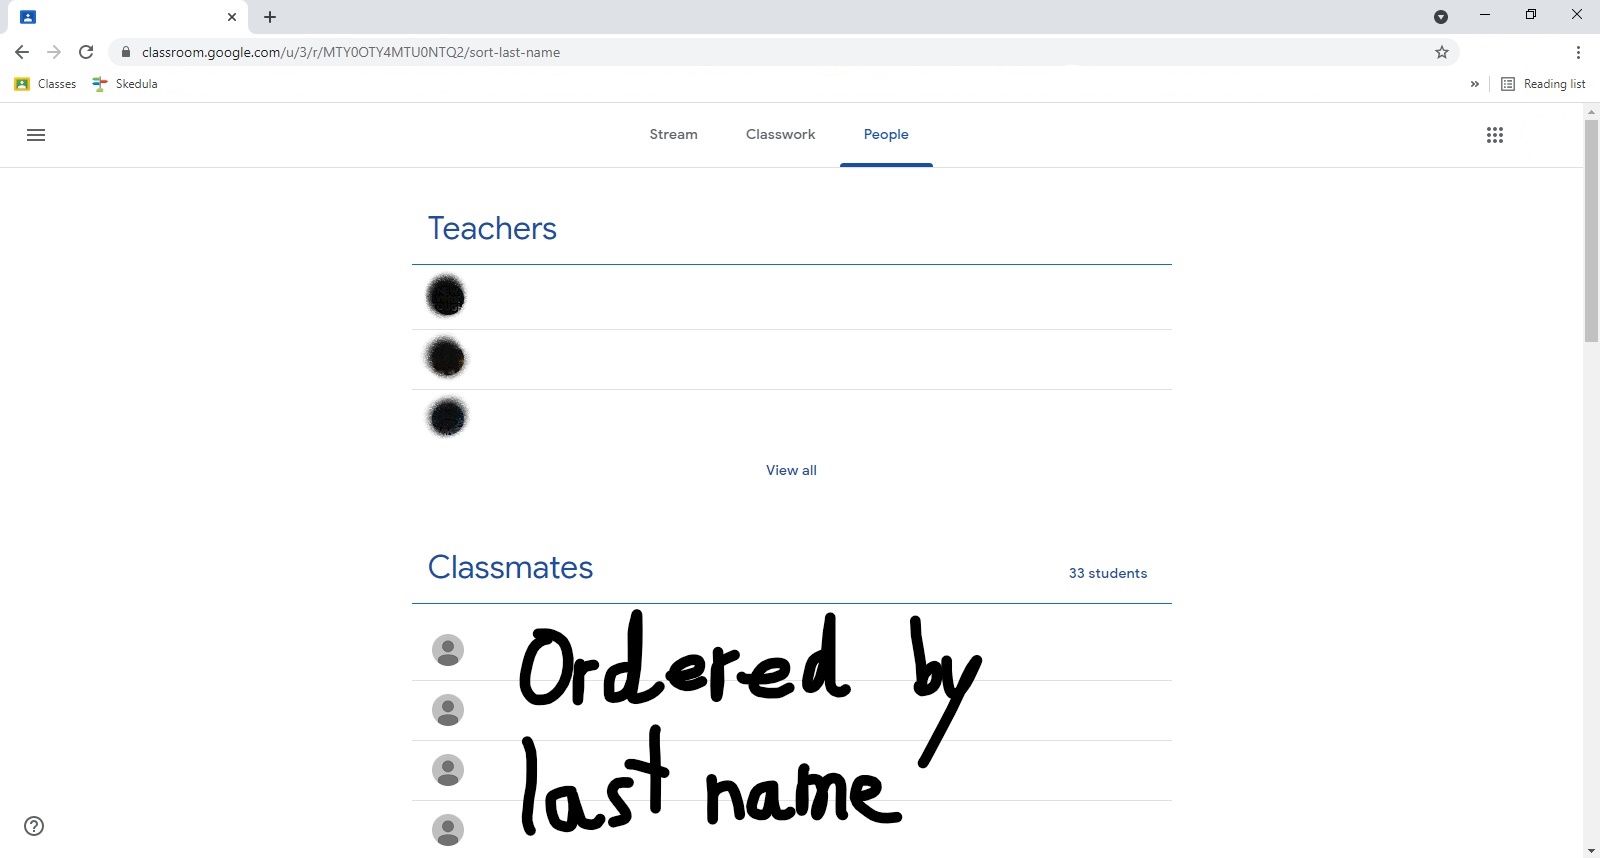 classroom.google.com/u/3/r/MTY0OTY4MTU0NTQ2/sort-last-name
Classes Skedula Reading list
Stream Classwork People
Teachers
View all
Classmates 33 students
Ordered by
last name